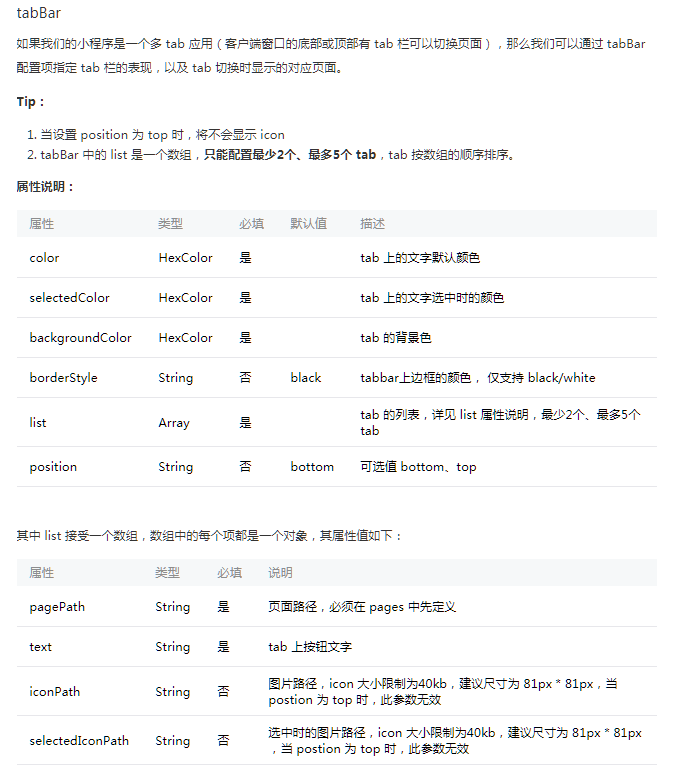 tabBar
如果我们的小程序是一个多 tab 应用（客户端窗口的底部或顶部有 tab 栏可以切换页面），那么我们可以通过 tabBar
配置项指定 tab 栏的表现，以及 tab 切换时显示的对应页面。
Tip：
1. 当设置 position 为 top 时，将不会显示 icon
2. tabBar 中的 list 是一个数组，只能配置最少2个、最多5个 tab，tab 按数组的顺序排序。
属性说明：
属性 类型 必填 默认值 描述
color HexColor 是 tab 上的文字默认颜色
selectedColor HexColor 是 tab 上的文字选中时的颜色
backgroundColor HexColor 是 tab 的背景色
borderStyle String 否 black tabbar上边框的颜色， 仅支持 black/white
list Array 是 tab 的列表，详见 list 属性说明，最少2个、最多5个
tab
position String 否 bottom 可选值 bottom、top
其中 list 接受一个数组，数组中的每个项都是一个对象，其属性值如下：
属性 类型 必填 说明
pagePath String 是 页面路径，必须在 pages 中先定义
text String 是 tab 上按钮文字
iconPath String 否 图片路径，icon 大小限制为40kb，建议尺寸为 81px * 81px，当
postion 为 top 时，此参数无效
selectedIconPath String 否 选中时的图片路径，icon 大小限制为40kb，建议尺寸为 81px * 81px
，当 postion 为 top 时，此参数无效